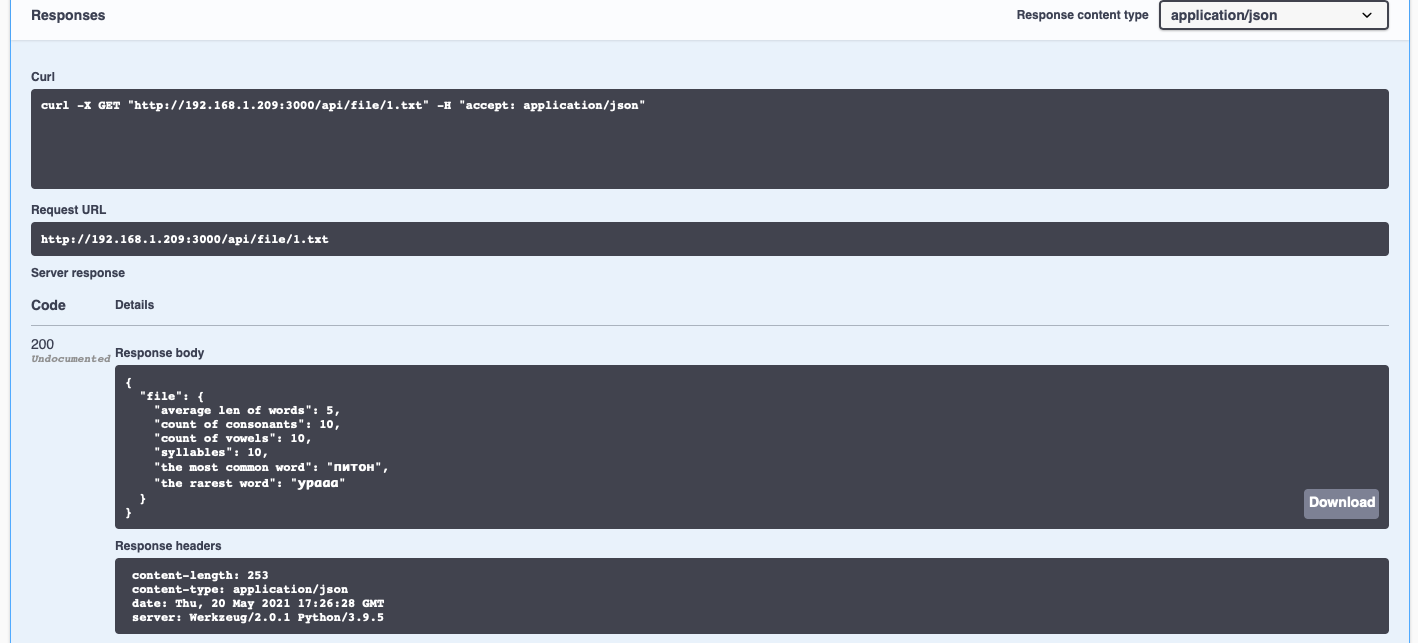 Responses
Response content type application/json
Curl
curl -X GET "http://192.168.1.209:3000/api/file/1.txt" -H "accept: application/json"
Request URL
http://192.168.1.209:3000/api/file/1.txt
Server response
Code Details
200
Undocumented
Response body
{
"file": {
"average len of words": 5,
"count of consonants": 10,
"count of vowels": 10,
"syllables": 10,
"the most common word": "питон",
"the rarest word": "урааа"
}
}
Download
Response headers
content-length: 253
content-type: application/json
date: Thu, 20 May 2021 17:26:28 GMT
server: Werkzeug/2.0.1 Python/3.9.5